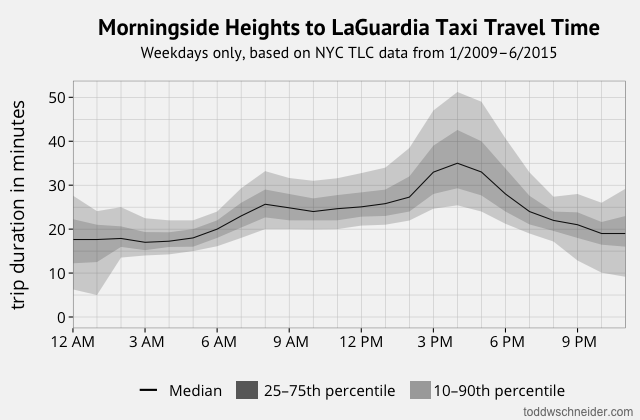 Morningside Heights to LaGuardia Taxi Travel Time
Weekdays only, based on NYC TLC data from 1/2009–6/2015
trip duration in minutes
50
40
30
20
10
0
12 AM 3 AM 6 AM 9 AM 12 PM 3 PM 6 PM 9 PM
Median 25–75th percentile 10–90th percentile
toddwschneider.com